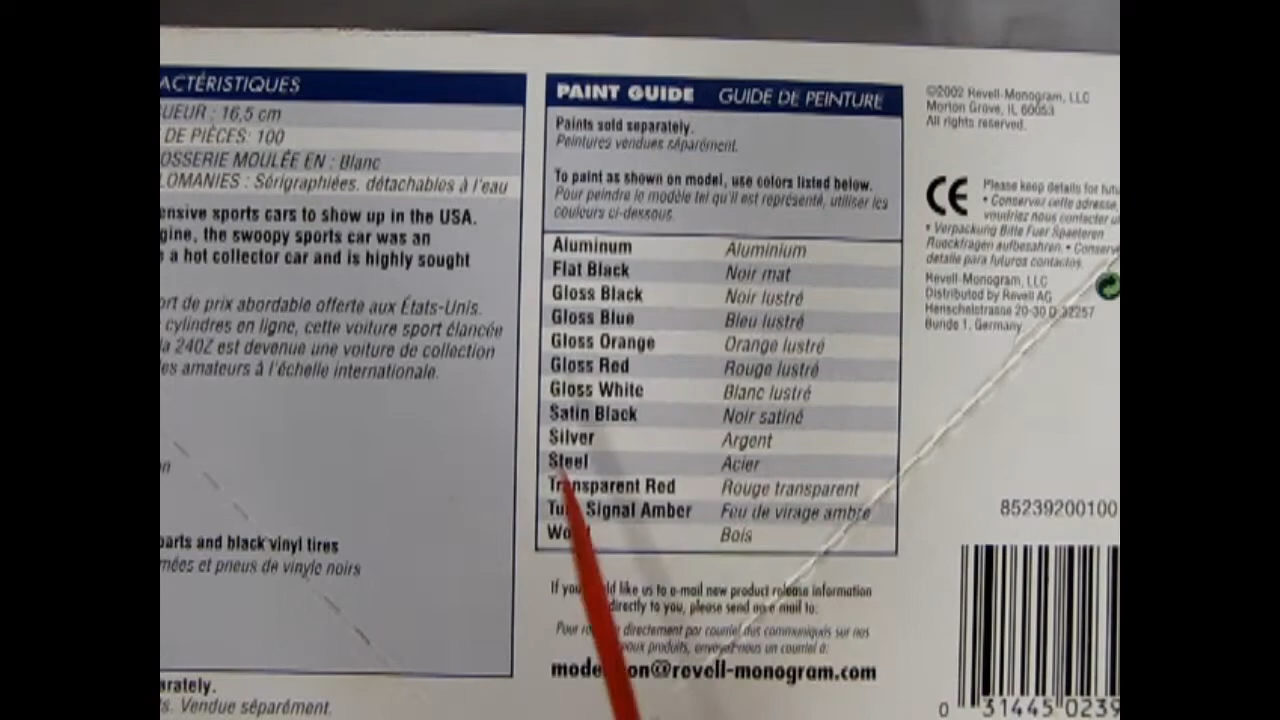 ACTÉRISTIQUES
UEUR : 16,5 cm
DE PIÈCES: 100
OSSERIE MOULÉE EN : Blanc
LOMANIES : Sérigraphiées. détachables à l'eau
ensive sports cars to show up in the USA.
gine, the swoopy sports car was an
a hot collector car and is highly sought
ort de prix abordable offerte aux États-Unis.
cylindres en ligne, cette voiture sport élancée
la 240Z est devenue une voiture de collection
es amateurs à l'échelle internationale.
on
parts and black vinyl tires
mées et pneus de vinyle noirs
arately.
s. Vendue séparément.
PAINT GUIDE GUIDE DE PEINTURE
Paints sold separately.
Peintures vendues séparément.
To paint as shown on model, use colors listed below.
Pour peindre le modèle tel qu'il est représenté, utiliser les
couleurs ci-dessous.
Aluminum Aluminium
Flat Black Noir mat
Gloss Black Noir lustré
Gloss Blue Bleu lustré
Gloss Orange Orange lustré
Gloss Red Rouge lustré
Gloss White Blanc lustré
Satin Black Noir satiné
Silver Argent
Steel Acier
Transparent Red Rouge transparent
Tu Signal Amber Feu de virage ambre
Wo Bois
If you ld like us to e-mail new product release information
directly to you, please send an e mail to:
Pour directement par courriel des communiqués sur nos
produits, envoyez-nous un courriel à:
mode on@revell-monogram.com
©2002 Revell-Monogram, LLC
Morton Grove, IL 60053
All rights reserved.
CE
Please keep details for futu
• Conservez cette adresse,
voudriez nous contacter u
• Verpackung Bitte Fuer Spaeteren
Rueckfragen aufbesahren. • Conserve
detalle para futuros contactos.
Revell-Monogram, LLC
Distributed by Revell AG
Henschelstrasse 20-30 D 32257
Bunde 1, Germany
85239200100
0 31445 0239